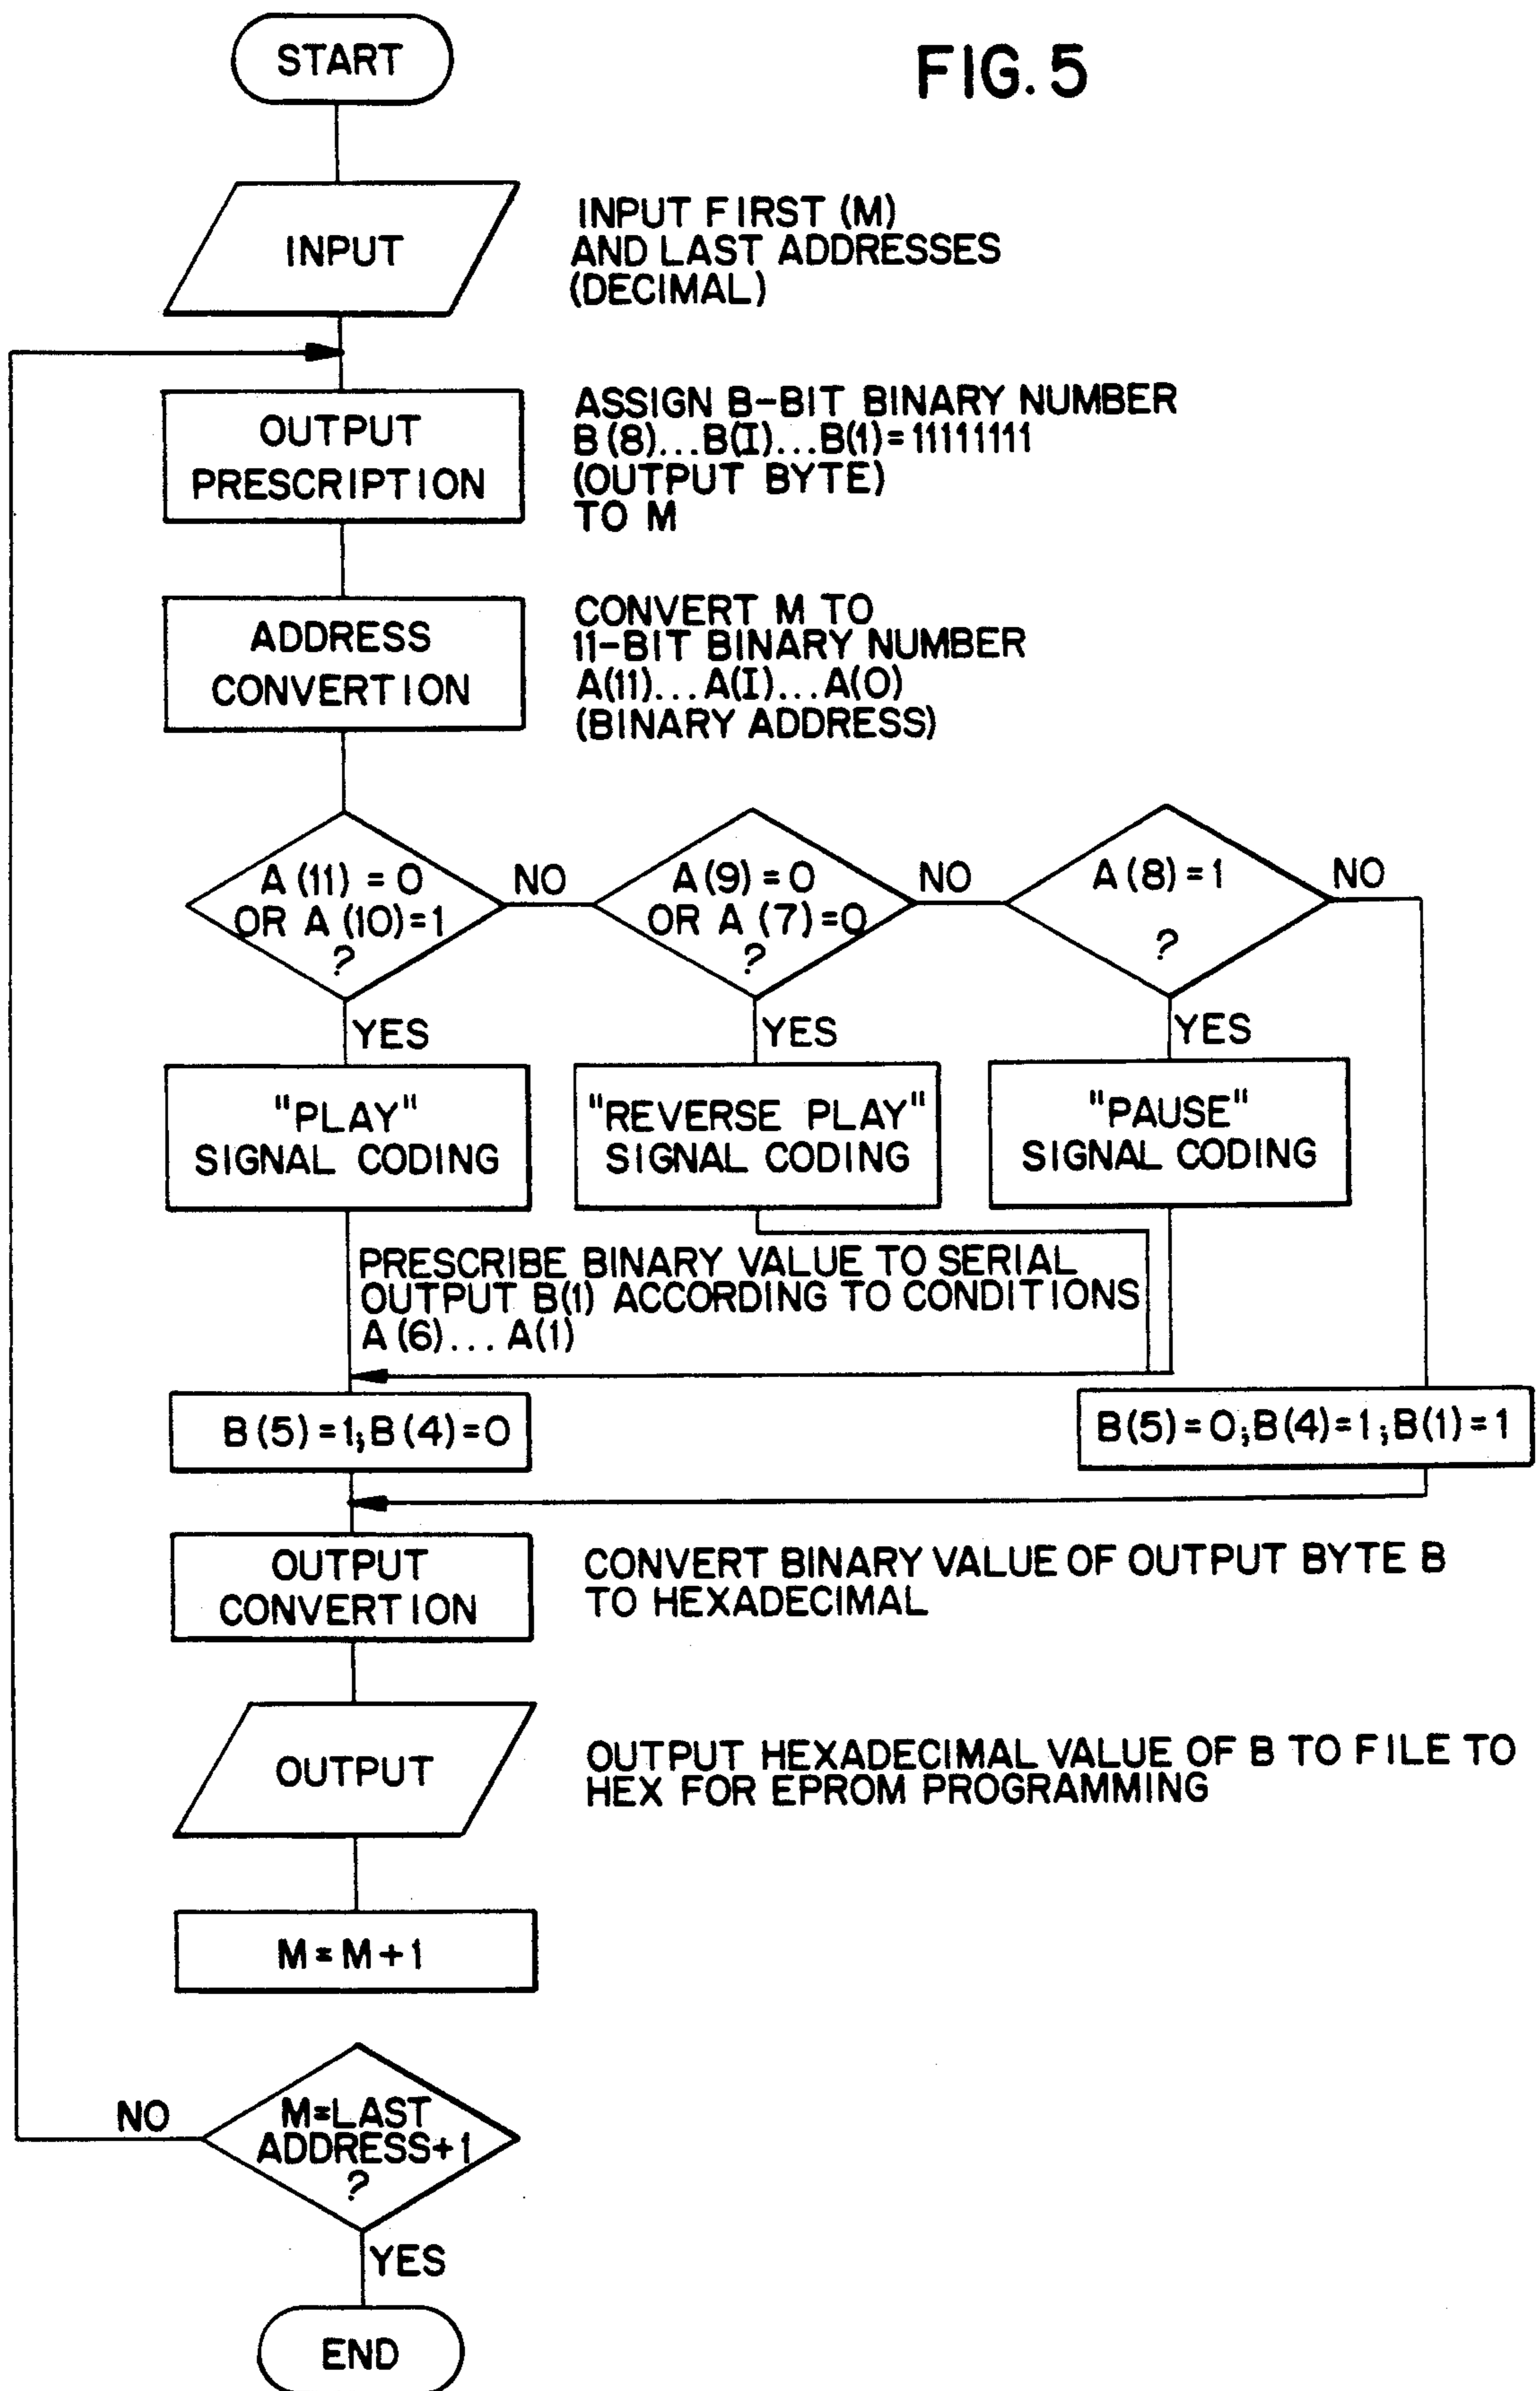 START
FIG. 5
INPUT
INPUT FIRST (M)
AND LAST ADDRESSES
(DECIMAL)
OUTPUT
PRESCRIPTION
ASSIGN B-BIT BINARY NUMBER
B(8)...B(I)...B(1)=11111111
(OUTPUT BYTE)
TO M
ADDRESS
CONVERTION
CONVERT M TO
11-BIT BINARY NUMBER
A(11)...A(I)...A(0)
(BINARY ADDRESS)
A(11) = 0
OR A(10)=1
?
NO
A(9) = 0
OR A(7)=0
?
NO
A(8) = 1
?
NO
YES
YES
YES
"PLAY"
SIGNAL CODING
"REVERSE PLAY"
SIGNAL CODING
"PAUSE"
SIGNAL CODING
PRESCRIBE BINARY VALUE TO SERIAL
OUTPUT B(1) ACCORDING TO CONDITIONS
A(6)... A(1)
B(5)=1;B(4)=0
B(5)=0;B(4)=1;B(1)=1
OUTPUT
CONVERTION
CONVERT BINARY VALUE OF OUTPUT BYTE B
TO HEXADECIMAL
OUTPUT
OUTPUT HEXADECIMAL VALUE OF B TO FILE TO
HEX FOR EPROM PROGRAMMING
M=M+1
NO
M=LAST
ADDRESS+1
?
YES
END